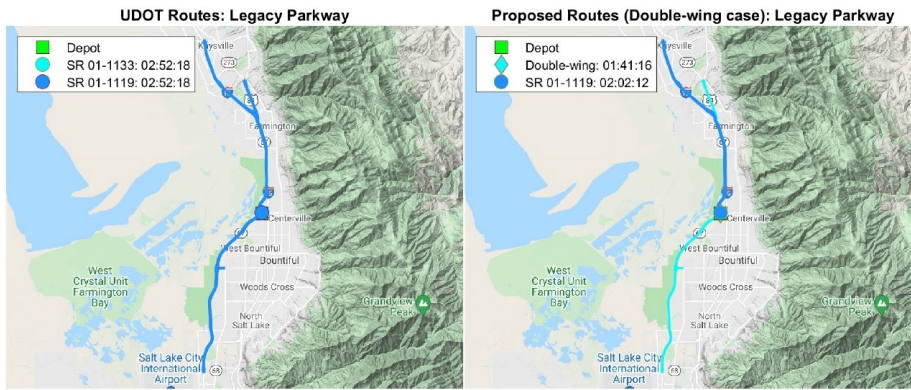 UDOT Routes: Legacy Parkway
Depot
SR 01-1133: 02:52:18
SR 01-1119: 02:52:18
Kaysville
273
Farmington
Centerville
West Bountiful
Bountiful
West
Crystal Unit
Farmington
Bay
Woods Cross
Grandview
Peak
North
Salt Lake
Salt Lake City
International
Airport
68
Proposed Routes (Double-wing case): Legacy Parkway
Depot
Double-wing: 01:41:16
SR 01-1119: 02:02:12
Kaysville
273
Farmington
Centerville
West Bountiful
Bountiful
West
Crystal Unit
Farmington
Bay
Woods Cross
Grandview
Peak
North
Salt Lake
Salt Lake City
International
Airport
68